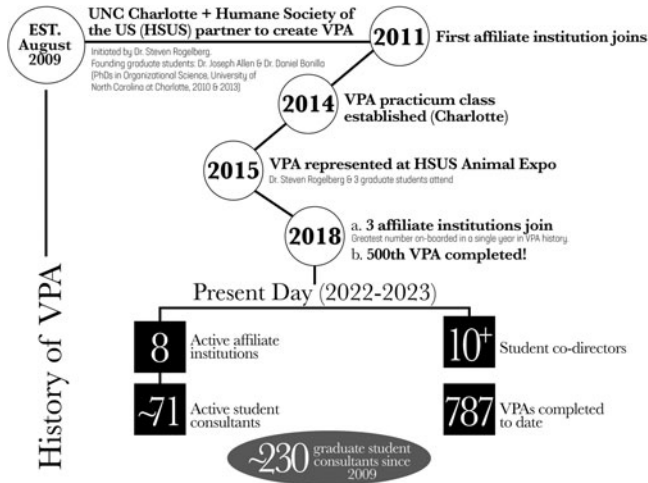 EST.
August
2009
UNC Charlotte + Humane Society of
the US (HSUS) partner to create VPA
Initiated by Dr. Steven Rogelberg.
Founding graduate students: Dr. Joseph Allen & Dr. Daniel Bonilla
(PhDs in Organizational Science, University of
North Carolina at Charlotte, 2010 & 2013)
2011
First affiliate institution joins
2014
VPA practicum class
established (Charlotte)
2015
VPA represented at HSUS Animal Expo
Dr. Steven Rogelberg & 3 graduate students attend
2018
a. 3 affiliate institutions join
Greatest number on-boarded in a single year in VPA history.
b. 500th VPA completed!
History of VPA
Present Day (2022-2023)
8
Active affiliate
institutions
10+
Student co-directors
~71
Active student
consultants
787
VPAs completed
to date
~230
graduate student
consultants since
2009